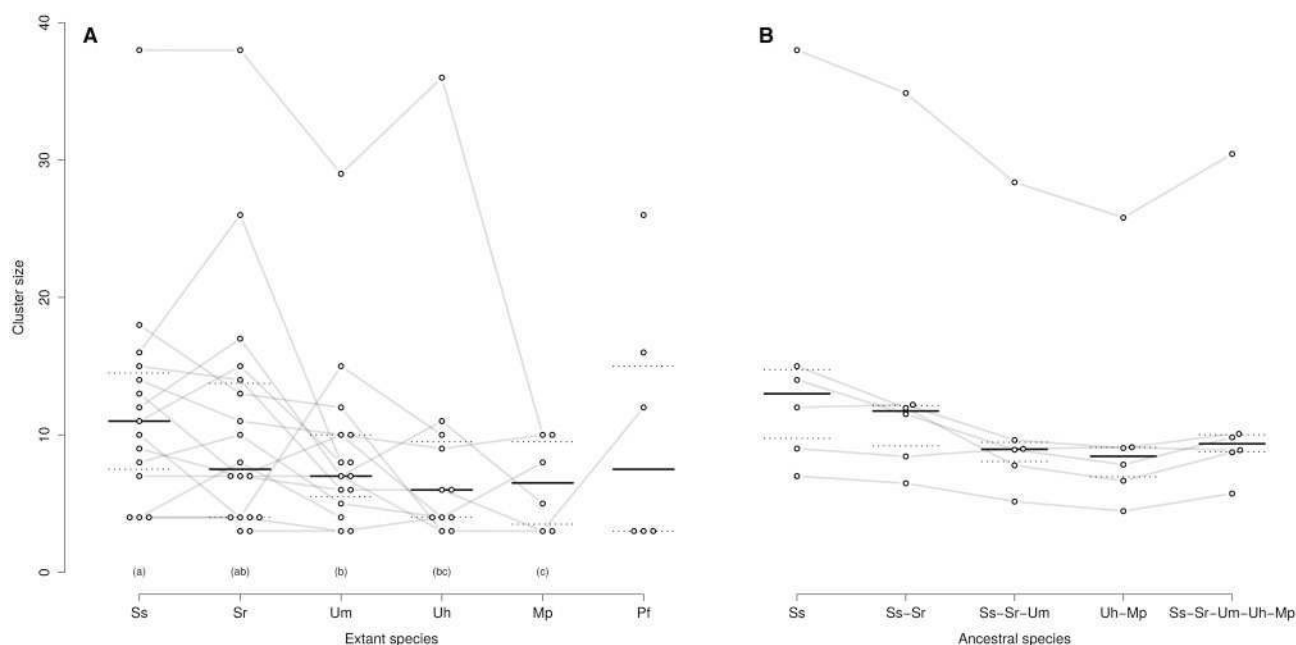 A
B
Cluster size
40
30
20
10
0
(a) (ab) (b) (bc) (c)
Ss Sr Um Uh Mp Pf
Extant species
Ss Ss-Sr Ss-Sr-Um Uh-Mp Ss-Sr-Um-Uh-Mp
Ancestral species